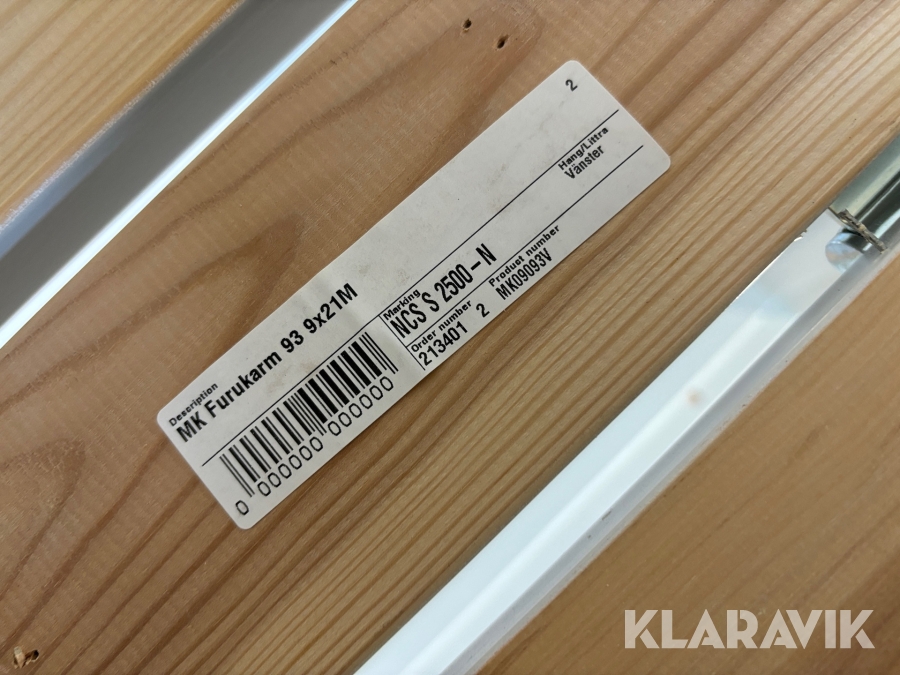 2
Description
MK Furukarm 93 9x21M
Hang/Littra
Vänster
Marking
NCS S 2500-N
Order number
213401 2
Product number
MK09093V
0 000000 000000
KLARAVIK